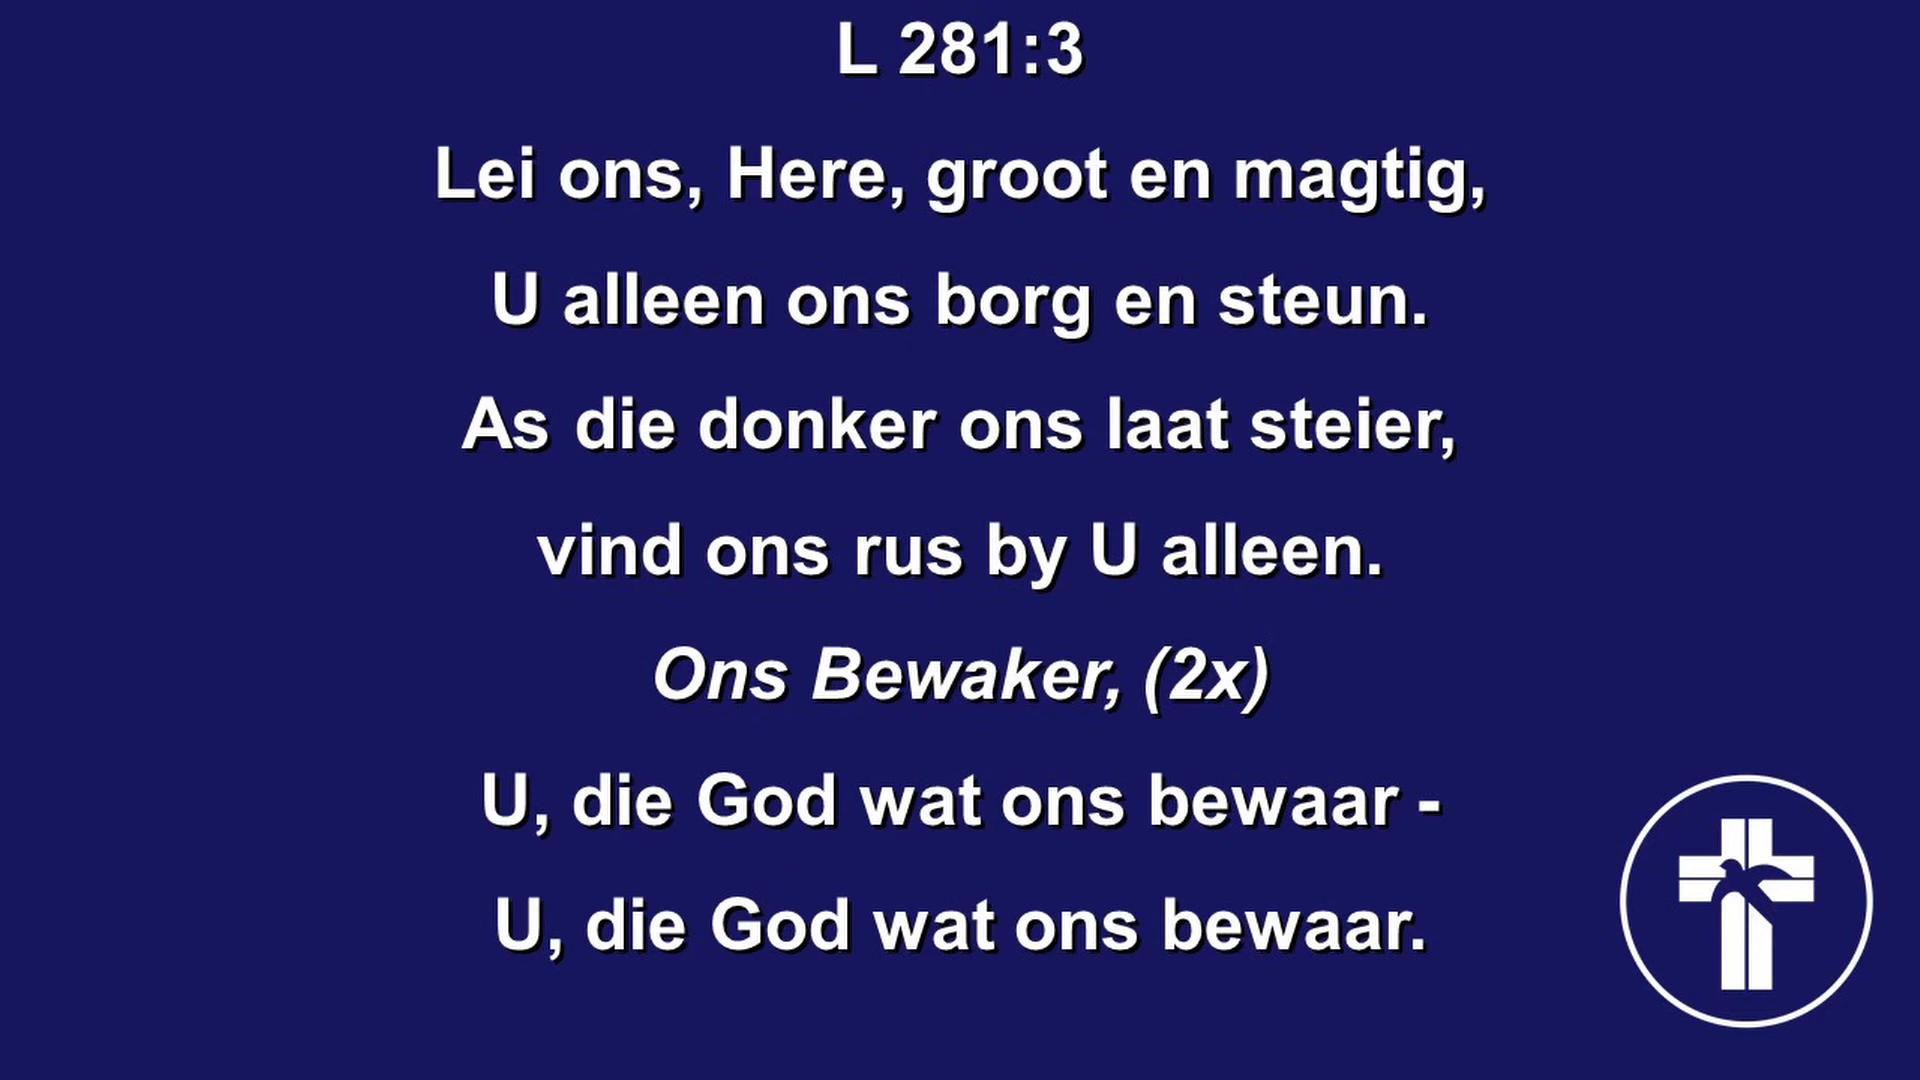 L 281:3
Lei ons, Here, groot en magtig,
U alleen ons borg en steun.
As die donker ons laat steier,
vind ons rus by U alleen.
Ons Bewaker, (2x)
U, die God wat ons bewaar -
U, die God wat ons bewaar.